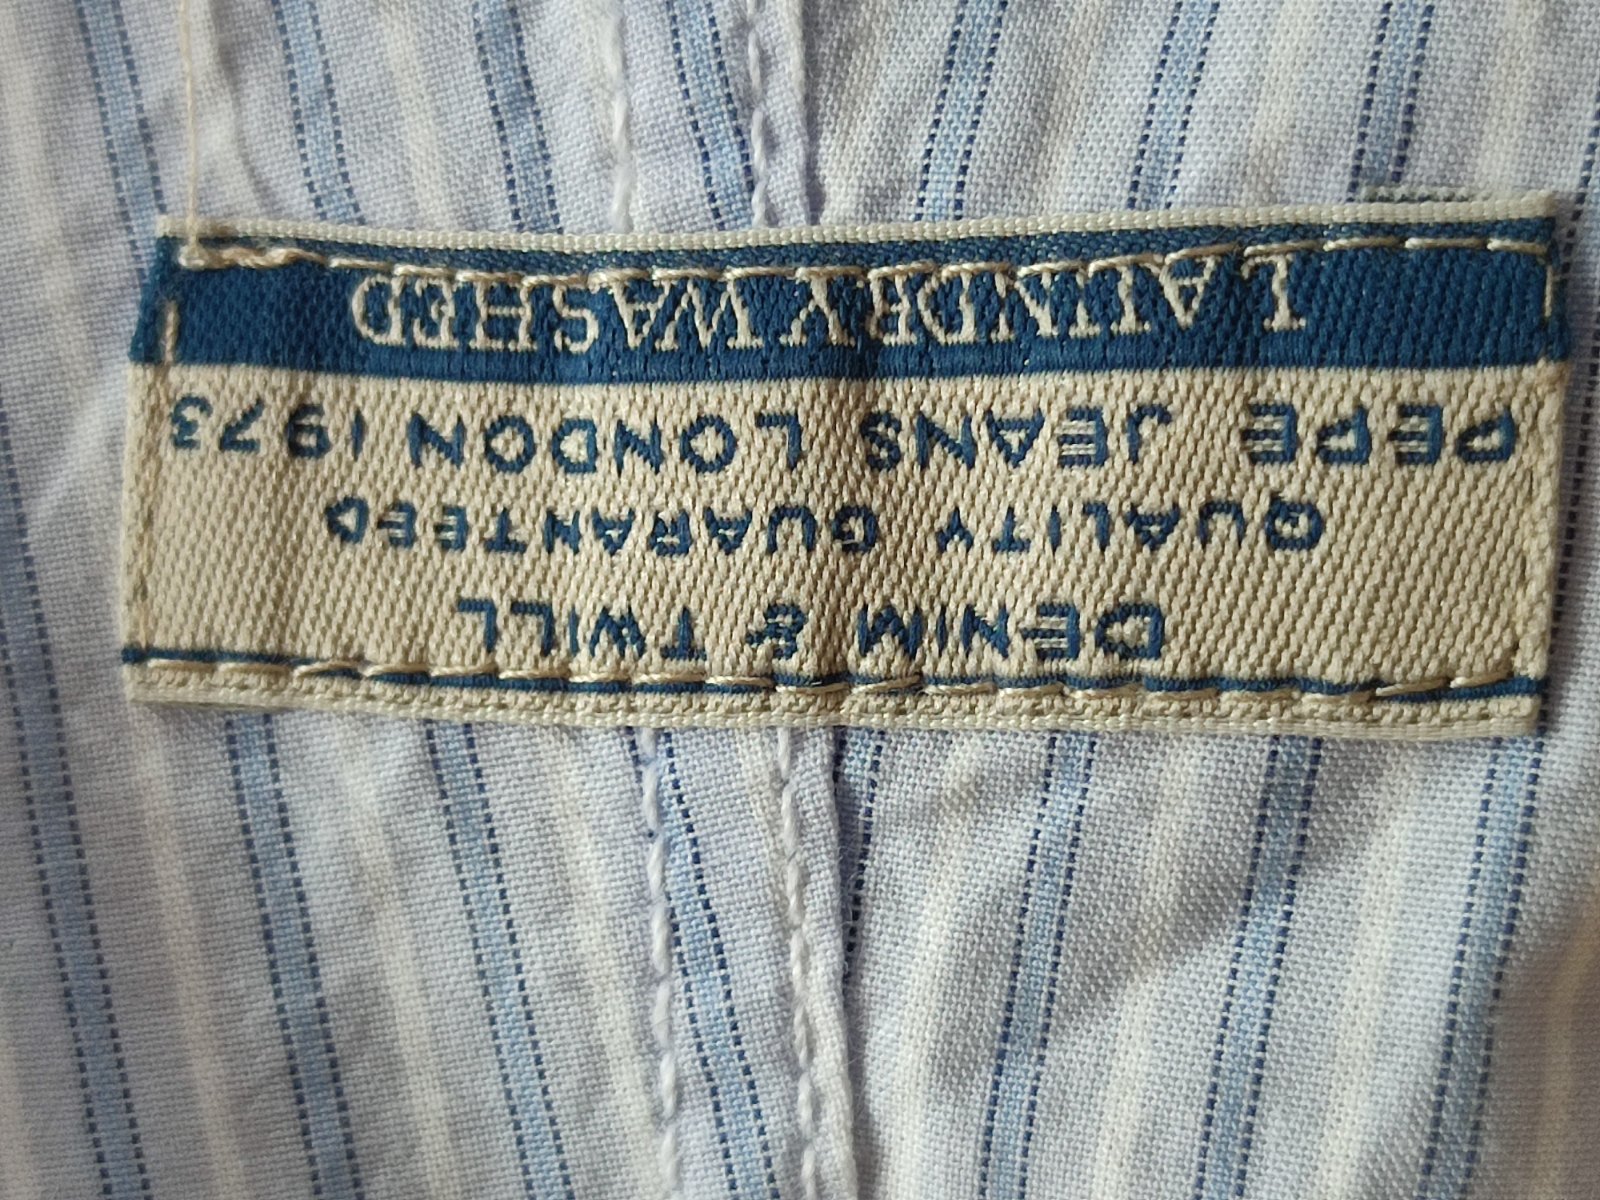 DENIM & TWILL
QUALITY GUARANTEED
PEPE JEANS LONDON 1973
LAUNDRY WASHED